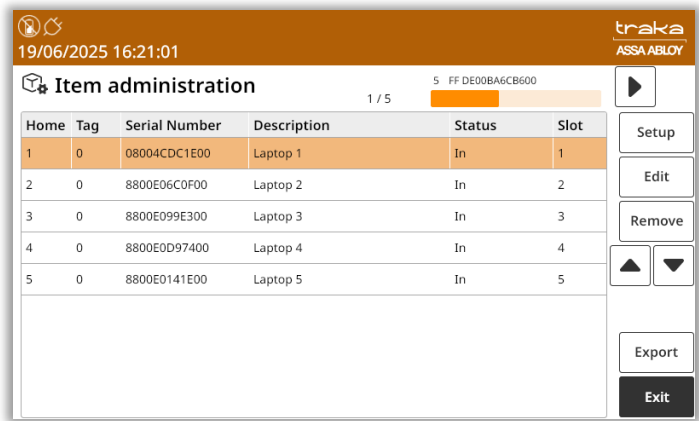 traka
19/06/2025 16:21:01
ASSA ABLOY
Item administration
1 / 5
5 FF DE00BA6CB600
Home Tag Serial Number Description Status Slot
1 0 08004CDC1E00 Laptop 1 In 1
2 0 8800E06C0F00 Laptop 2 In 2
3 0 8800E099E300 Laptop 3 In 3
4 0 8800E0D97400 Laptop 4 In 4
5 0 8800E0141E00 Laptop 5 In 5
Setup
Edit
Remove
Export
Exit